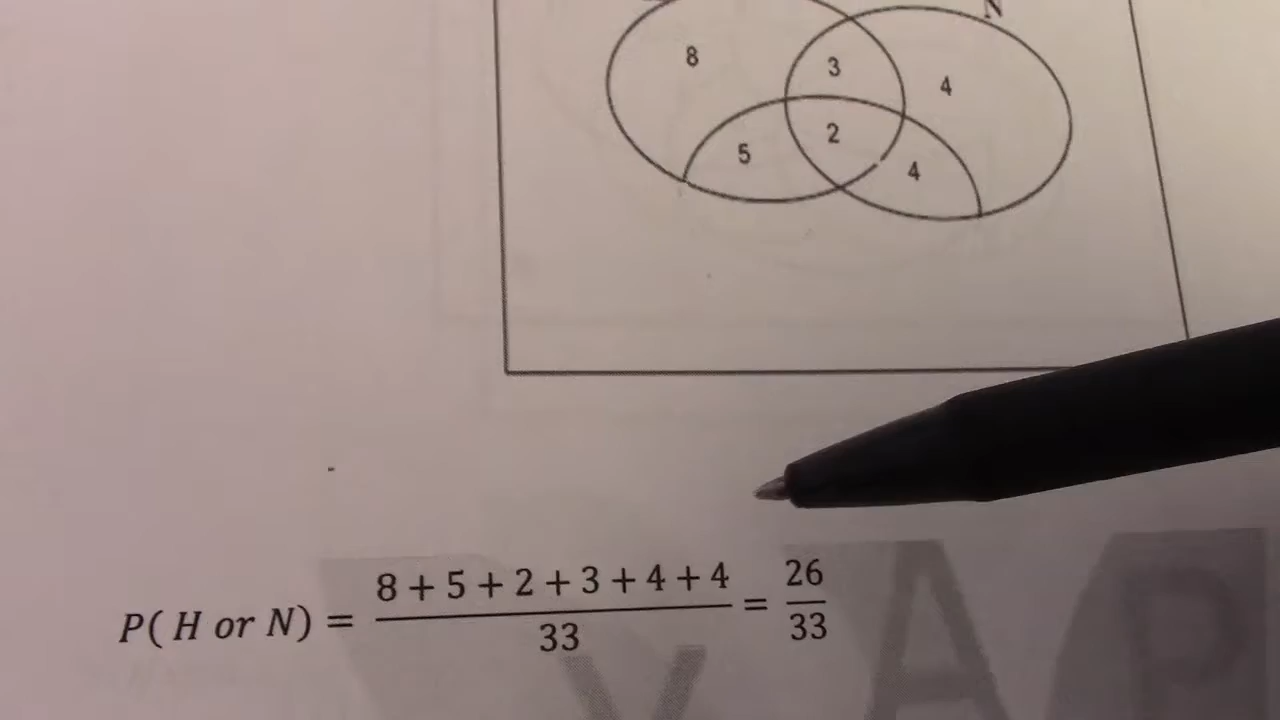 N
8
3
4
5
2
4
P( H or N) = 8 + 5 + 2 + 3 + 4 + 4 / 33 = 26 / 33
V A P